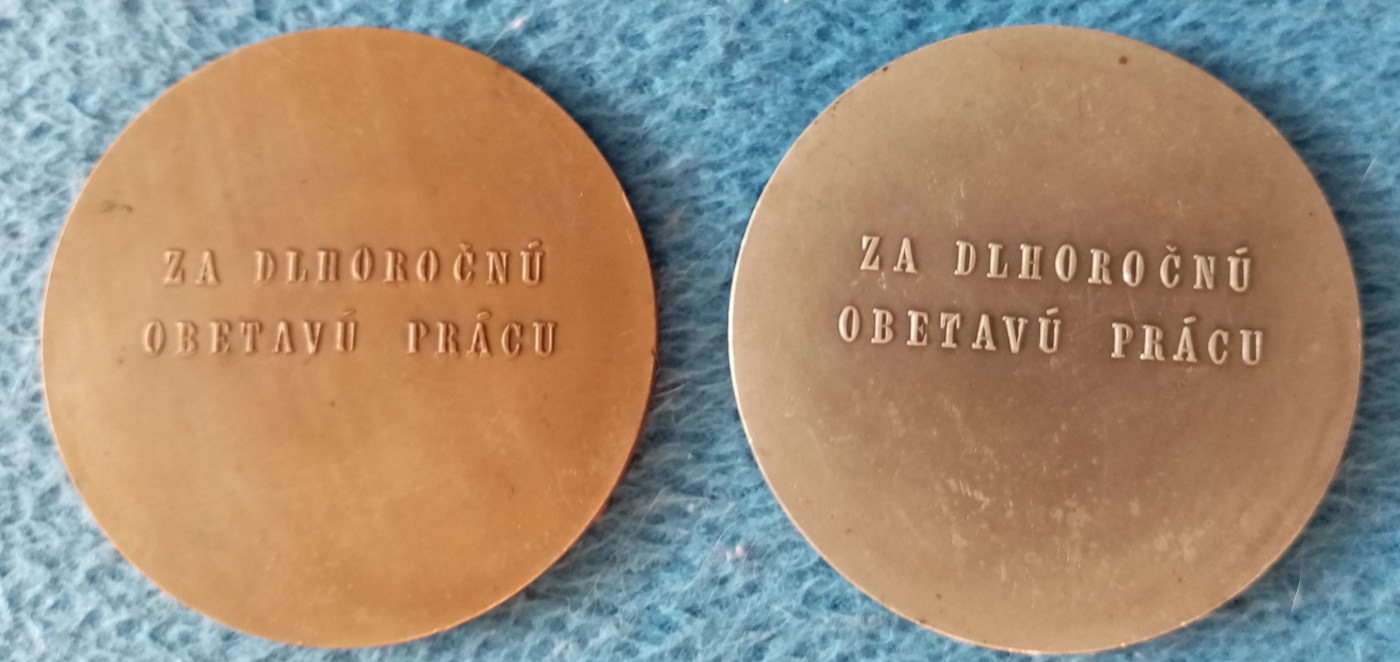 ZA DLHOROČNÚ
OBETAVÚ PRÁCU
ZA DLHOROČNÚ
OBETAVÚ PRÁCU